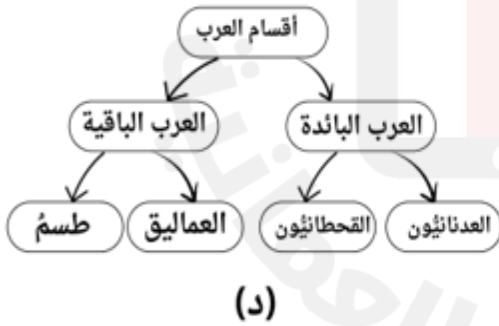 أقسام العرب
العرب البائدة
العرب الباقية
العدنانيُّون
القحطانيُّون
العماليق
طسمُ
(د)